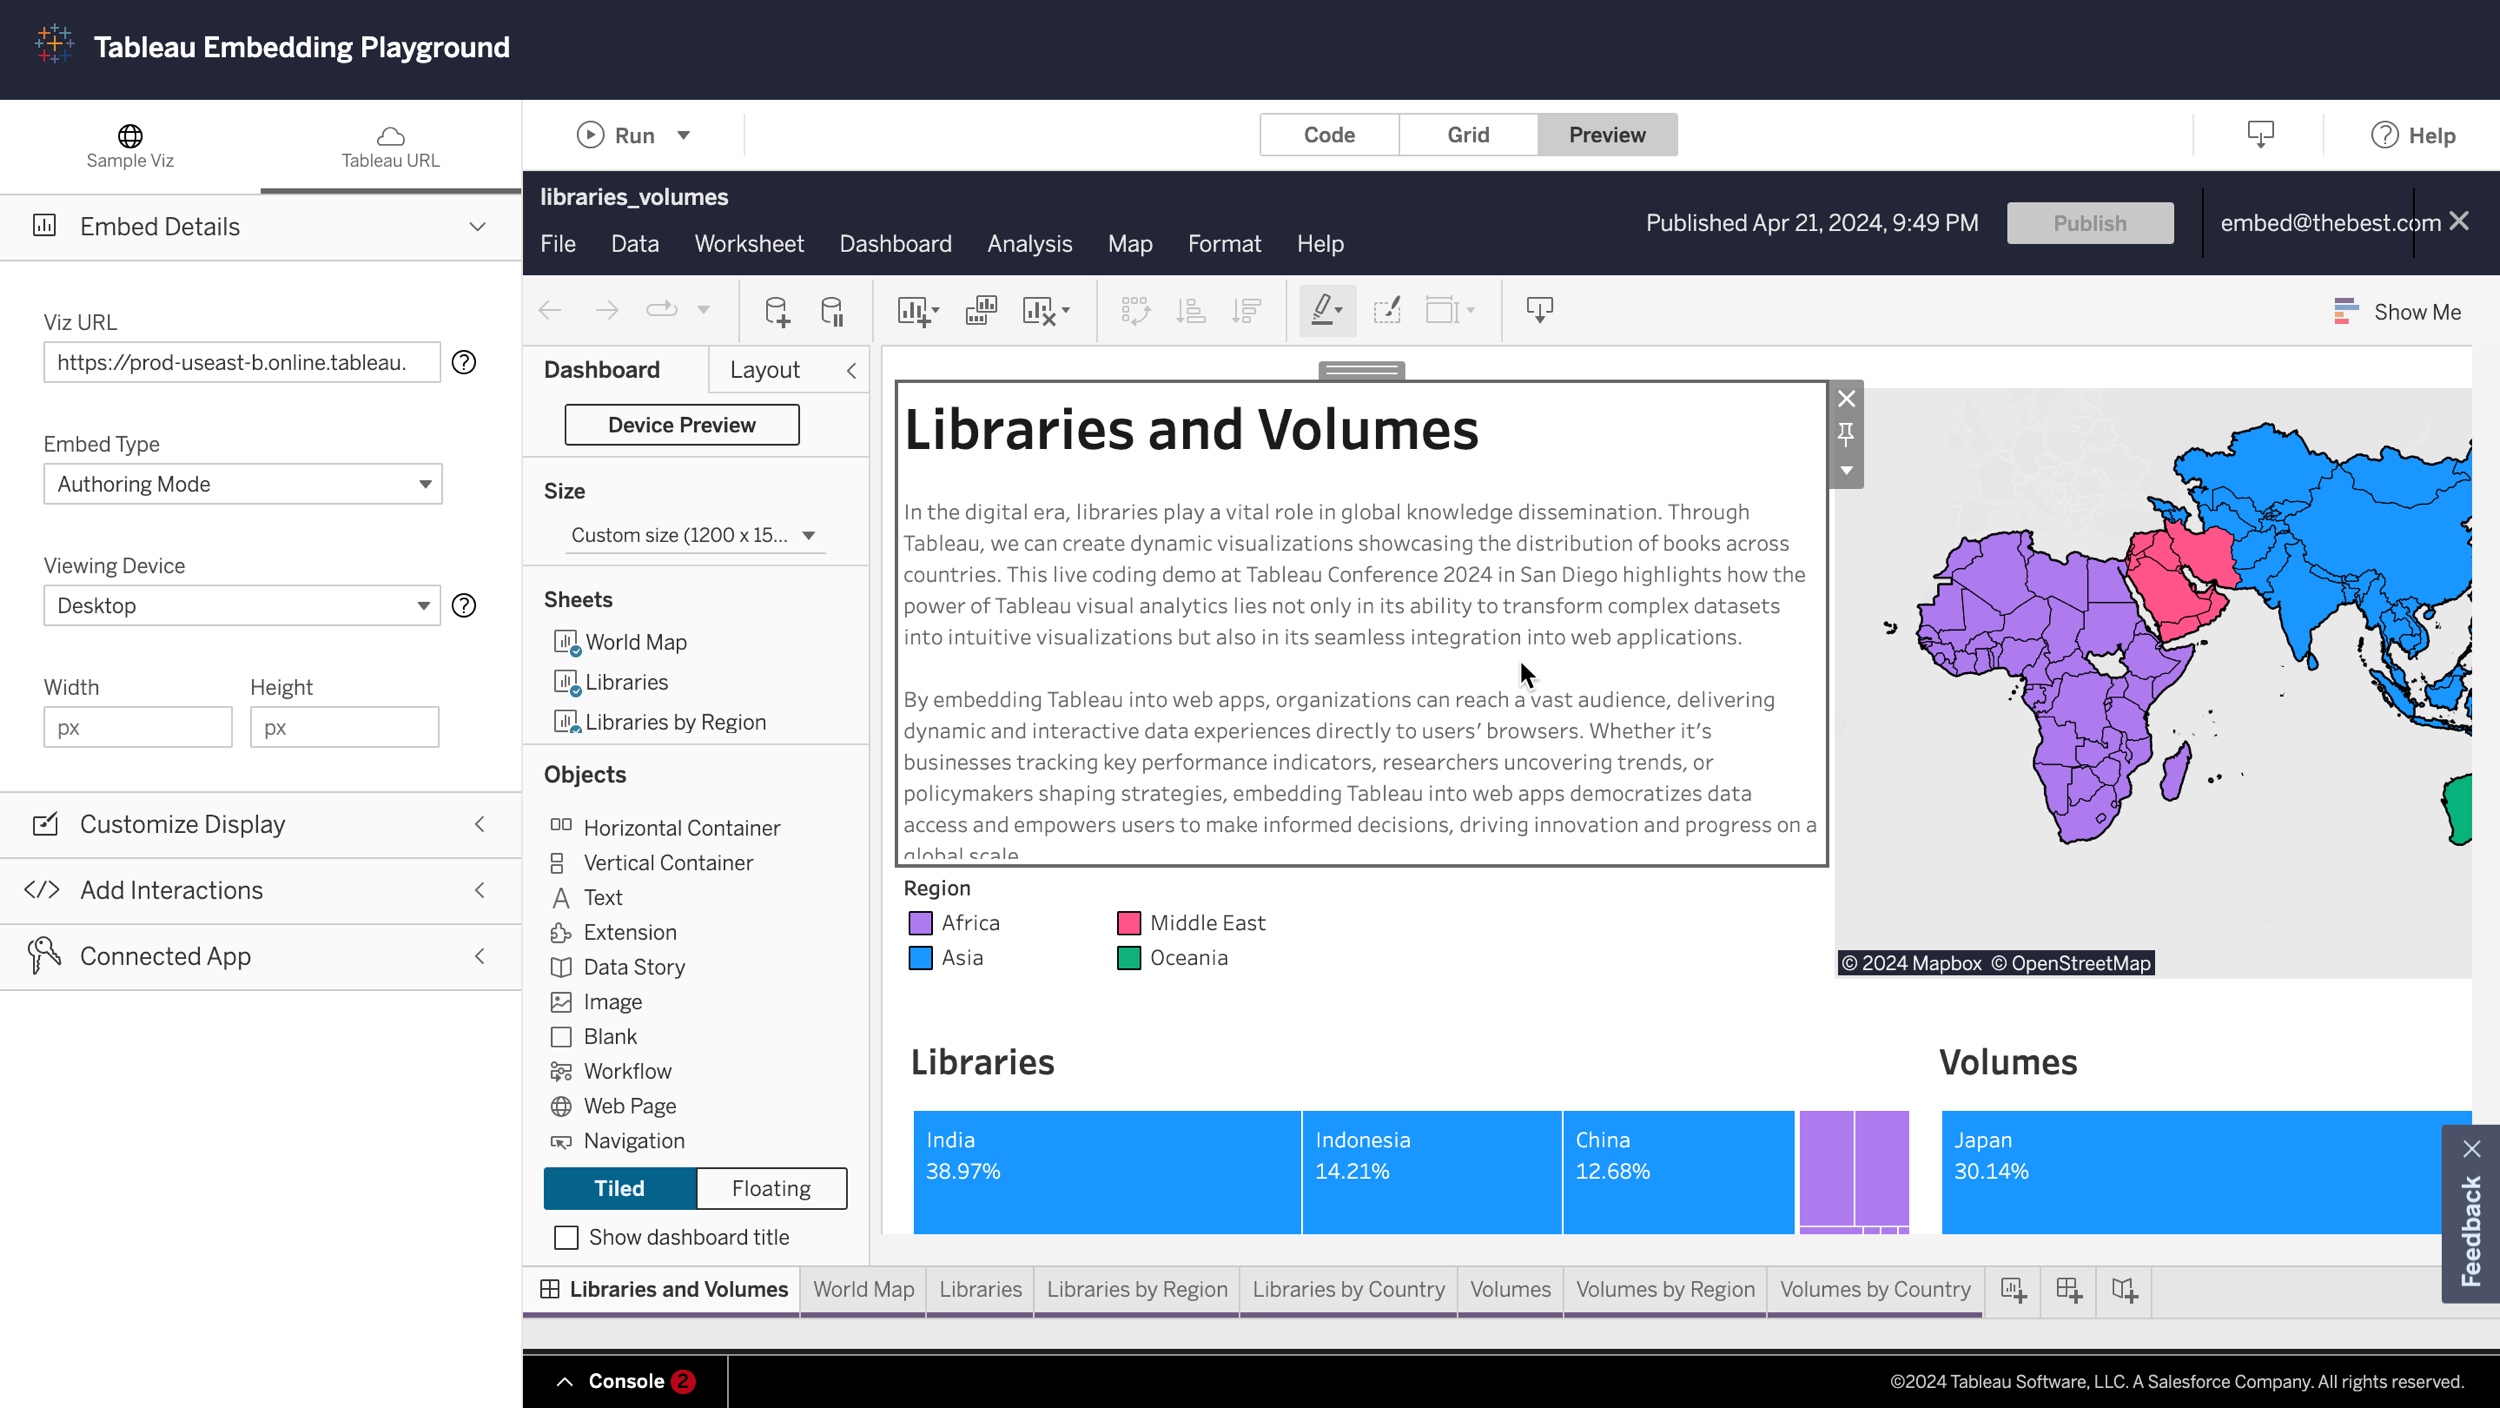 Tableau Embedding Playground
Sample Viz
Tableau URL
Run
Code
Grid
Preview
Help
Embed Details
libraries_volumes
File
Data
Worksheet
Dashboard
Analysis
Map
Format
Help
Published Apr 21, 2024, 9:49 PM
Publish
embed@thebest.com
Show Me
Viz URL
https://prod-useast-b.online.tableau.
Embed Type
Authoring Mode
Viewing Device
Desktop
Width
Height
px
px
Customize Display
Add Interactions
Connected App
Dashboard
Layout
Device Preview
Size
Custom size (1200 x 15...
Sheets
World Map
Libraries
Libraries by Region
Objects
Horizontal Container
Vertical Container
Text
Extension
Data Story
Image
Blank
Workflow
Web Page
Navigation
Tiled
Floating
Show dashboard title
Libraries and Volumes
In the digital era, libraries play a vital role in global knowledge dissemination. Through
Tableau, we can create dynamic visualizations showcasing the distribution of books across
countries. This live coding demo at Tableau Conference 2024 in San Diego highlights how the
power of Tableau visual analytics lies not only in its ability to transform complex datasets
into intuitive visualizations but also in its seamless integration into web applications.
By embedding Tableau into web apps, organizations can reach a vast audience, delivering
dynamic and interactive data experiences directly to users’ browsers. Whether it’s
businesses tracking key performance indicators, researchers uncovering trends, or
policymakers shaping strategies, embedding Tableau into web apps democratizes data
access and empowers users to make informed decisions, driving innovation and progress on a
global scale
Region
Africa
Middle East
Asia
Oceania
© 2024 Mapbox © OpenStreetMap
Libraries
Volumes
India
38.97%
Indonesia
14.21%
China
12.68%
Japan
30.14%
Feedback
Libraries and Volumes
World Map
Libraries
Libraries by Region
Libraries by Country
Volumes
Volumes by Region
Volumes by Country
Console 2
©2024 Tableau Software, LLC. A Salesforce Company. All rights reserved.